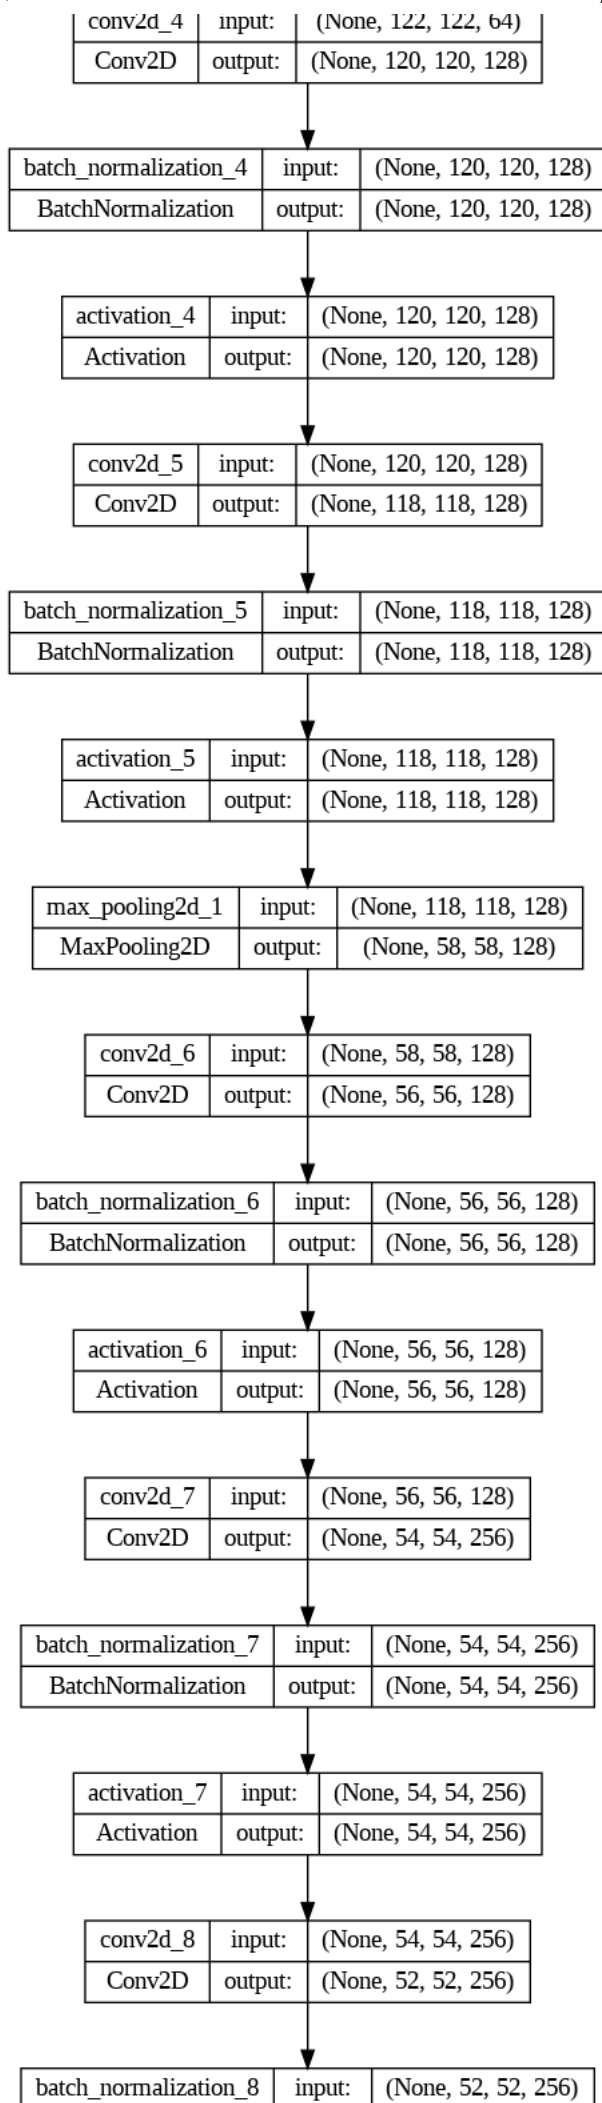 conv2d_4 input: (None, 122, 122, 64)
Conv2D output: (None, 120, 120, 128)
batch_normalization_4 input: (None, 120, 120, 128)
BatchNormalization output: (None, 120, 120, 128)
activation_4 input: (None, 120, 120, 128)
Activation output: (None, 120, 120, 128)
conv2d_5 input: (None, 120, 120, 128)
Conv2D output: (None, 118, 118, 128)
batch_normalization_5 input: (None, 118, 118, 128)
BatchNormalization output: (None, 118, 118, 128)
activation_5 input: (None, 118, 118, 128)
Activation output: (None, 118, 118, 128)
max_pooling2d_1 input: (None, 118, 118, 128)
MaxPooling2D output: (None, 58, 58, 128)
conv2d_6 input: (None, 58, 58, 128)
Conv2D output: (None, 56, 56, 128)
batch_normalization_6 input: (None, 56, 56, 128)
BatchNormalization output: (None, 56, 56, 128)
activation_6 input: (None, 56, 56, 128)
Activation output: (None, 56, 56, 128)
conv2d_7 input: (None, 56, 56, 128)
Conv2D output: (None, 54, 54, 256)
batch_normalization_7 input: (None, 54, 54, 256)
BatchNormalization output: (None, 54, 54, 256)
activation_7 input: (None, 54, 54, 256)
Activation output: (None, 54, 54, 256)
conv2d_8 input: (None, 54, 54, 256)
Conv2D output: (None, 52, 52, 256)
batch_normalization_8 input: (None, 52, 52, 256)